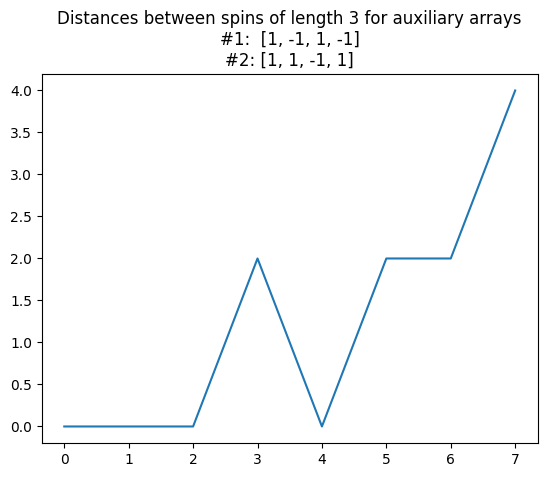 Distances between spins of length 3 for auxiliary arrays
#1:  [1, -1, 1, -1]
#2: [1, 1, -1, 1]
4.0
3.5
3.0
2.5
2.0
1.5
1.0
0.5
0.0
0 1 2 3 4 5 6 7